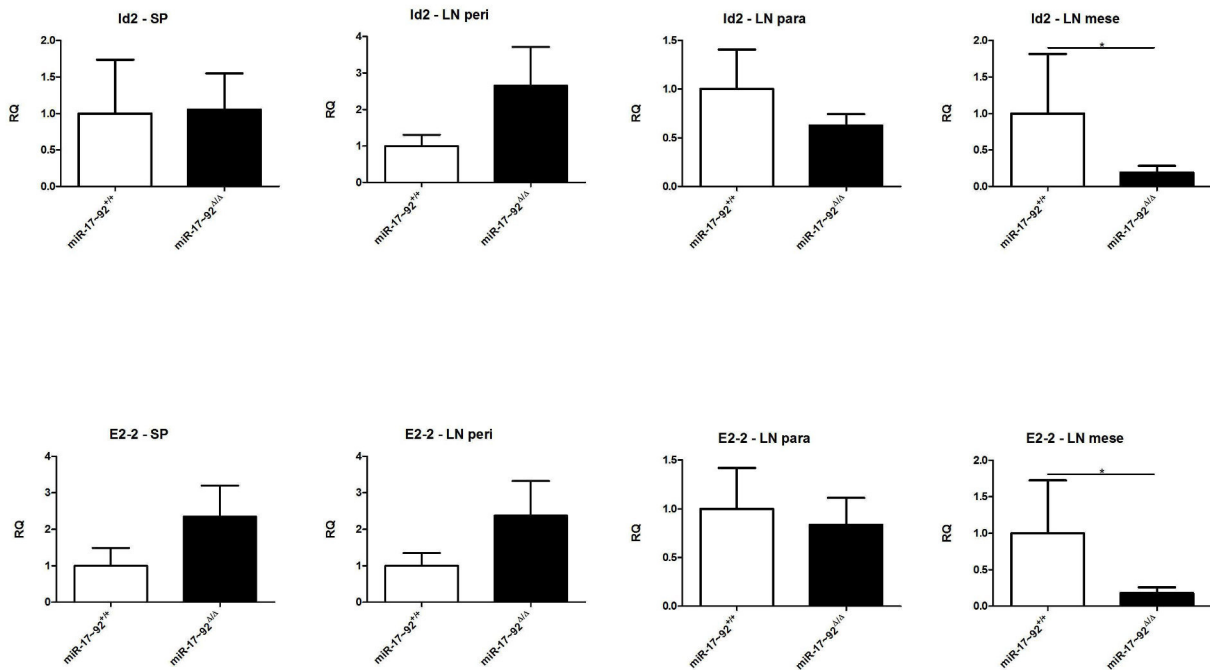 Id2 - SP
2.0
1.5
1.0
0.5
0.0
RQ
miR-17~92+/+
miR-17~92Δ/Δ
Id2 - LN peri
4
3
2
1
0
RQ
miR-17~92+/+
miR-17~92Δ/Δ
Id2 - LN para
1.5
1.0
0.5
0.0
RQ
miR-17~92+/+
miR-17~92Δ/Δ
Id2 - LN mese
2.0
1.5
1.0
0.5
0.0
RQ
*
miR-17~92+/+
miR-17~92Δ/Δ
E2-2 - SP
4
3
2
1
0
RQ
miR-17~92+/+
miR-17~92Δ/Δ
E2-2 - LN peri
4
3
2
1
0
RQ
miR-17~92+/+
miR-17~92Δ/Δ
E2-2 - LN para
1.5
1.0
0.5
0.0
RQ
miR-17~92+/+
miR-17~92Δ/Δ
E2-2 - LN mese
2.0
1.5
1.0
0.5
0.0
RQ
*
miR-17~92+/+
miR-17~92Δ/Δ